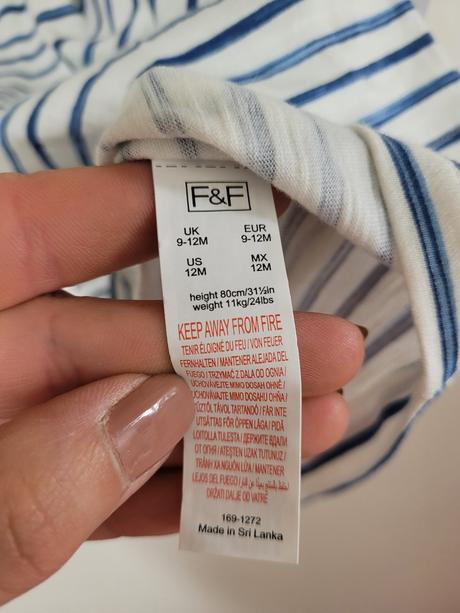 F&F
UK EUR
9-12M 9-12M
US MX
12M 12M
height 80cm/31½in
weight 11kg/24lbs
KEEP AWAY FROM FIRE
TENIR ÉLOIGNÉ DU FEU / VON FEUER
FERNHALTEN / MANTENER ALEJADA DEL
FUEGO / TRZYMAĆ Z DALA OD OGNIA /
UCHOVÁVEJTE MIMO DOSAH OHNĚ /
UCHOVÁVAJTE MIMO DOSAHU OHŇA /
TŰZTŐL TÁVOLTARTANDÓ / FÅR INTE
UTSÄTTAS FÖR ÖPPEN LÅGA / PIDÄ
LOITOLLA TULESTA / ДЕРЖИТЕ ВДАЛИ
ОТ ОГНЯ / ATEŞTEN UZAK TUTUNUZ /
TRÁNH XA NGUỒN LỬA / MANTENER
LEJOS DEL FUEGO /
DRŽATI DALJE OD VATRE
169-1272
Made in Sri Lanka